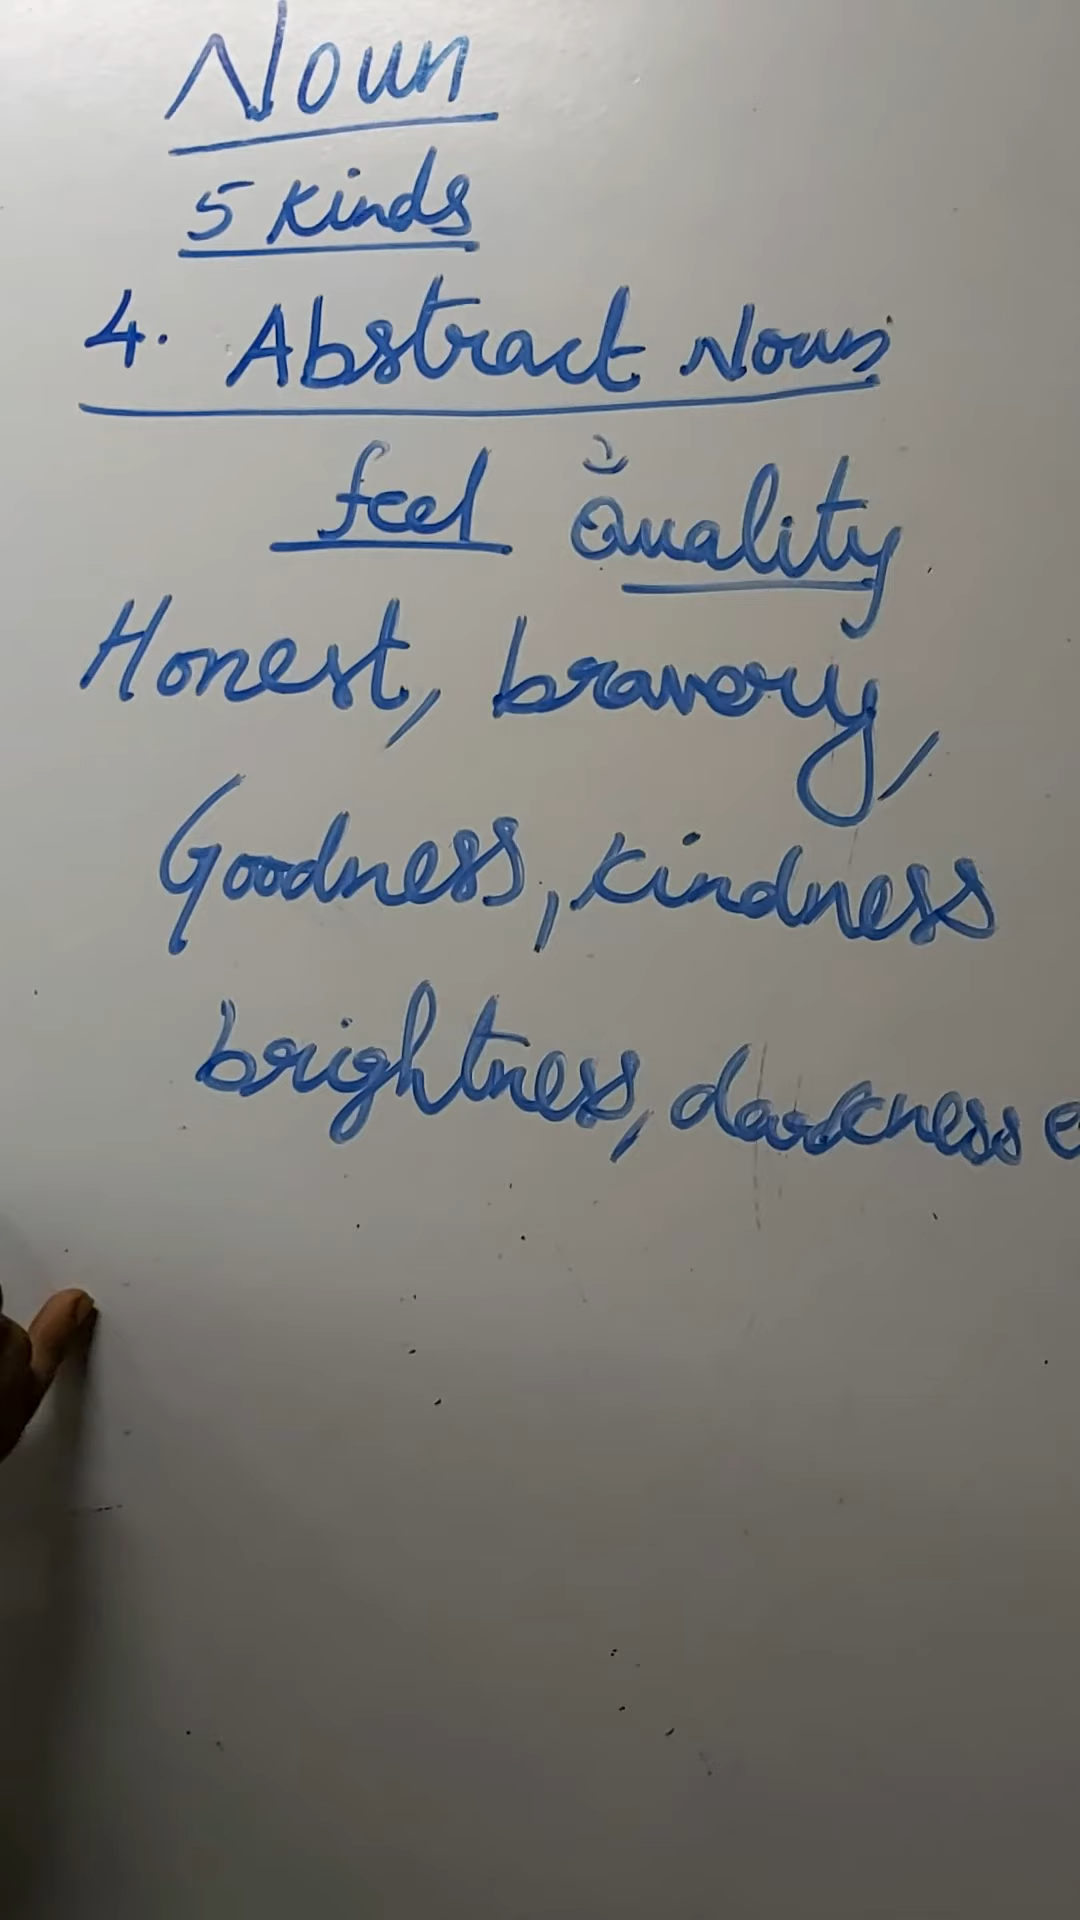 Noun
5 Kinds
4. Abstract Noun
feel Quality
Honest, bravery,
Goodness, kindness
brightness, darkness e